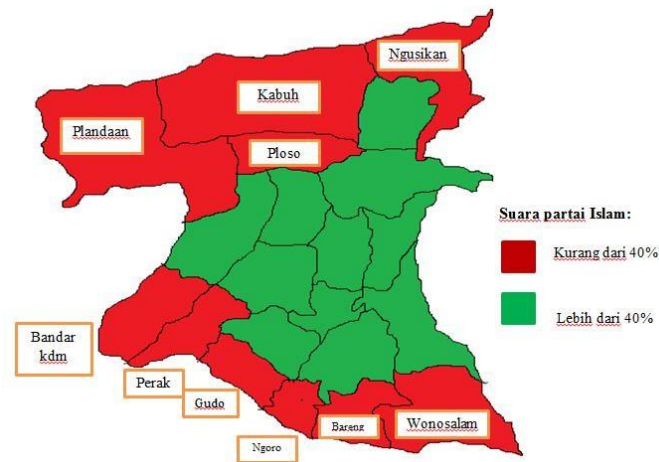 Ngusikan
Kabuh
Plandaan
Ploso
Suara partai Islam:
Kurang dari 40%
Lebih dari 40%
Bandar
kdm
Perak
Gudo
Ngoro
Bareng
Wonosalam